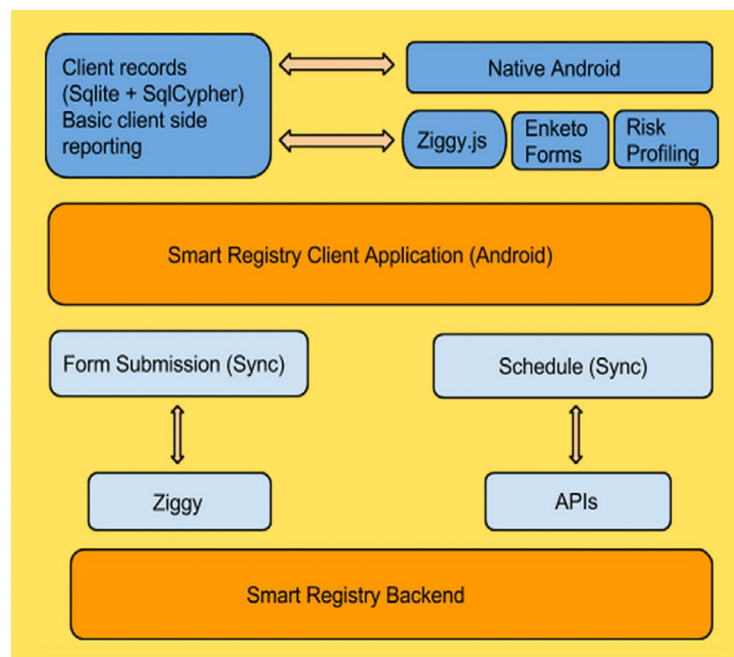 Client records
(Sqlite + SqlCypher)
Basic client side
reporting
Native Android
Ziggy.js
Enketo
Forms
Risk
Profiling
Smart Registry Client Application (Android)
Form Submission (Sync)
Schedule (Sync)
Ziggy
APIs
Smart Registry Backend